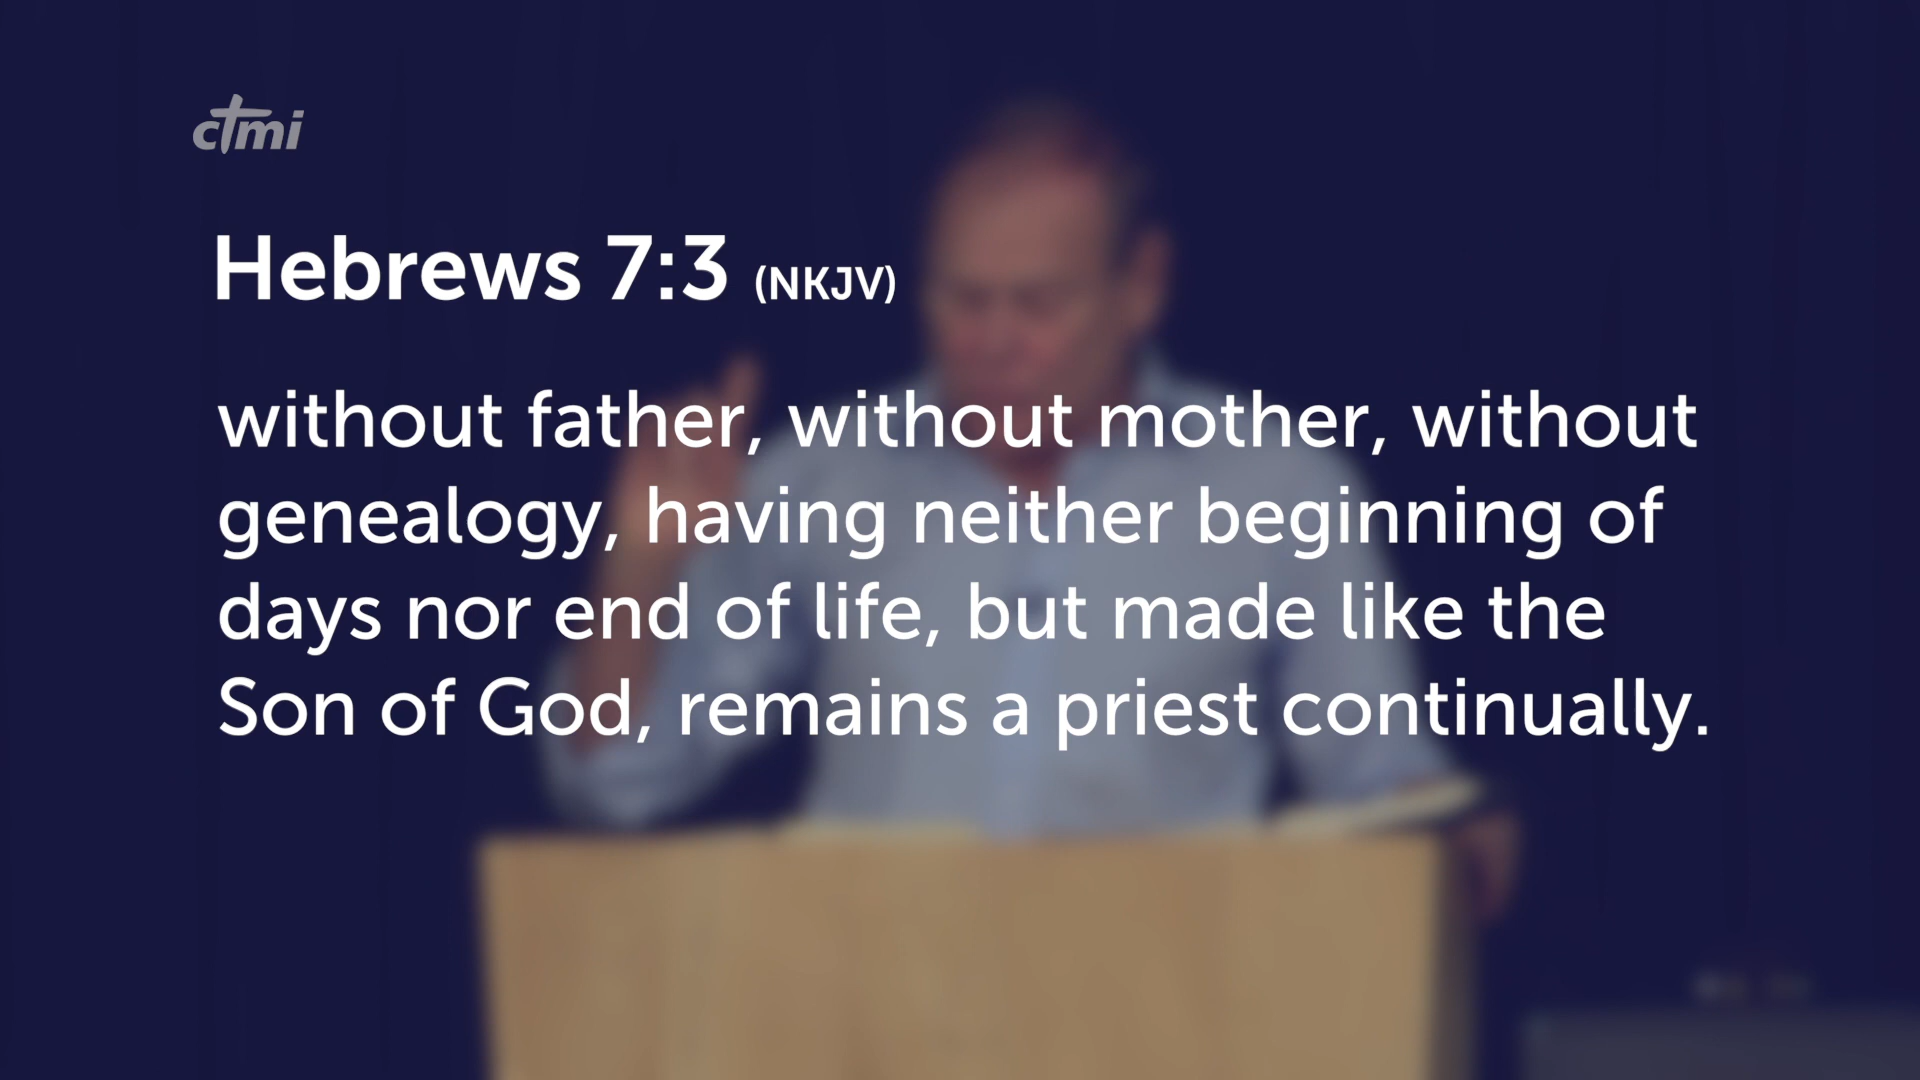 cTmi
Hebrews 7:3 (NKJV)
without father, without mother, without
genealogy, having neither beginning of
days nor end of life, but made like the
Son of God, remains a priest continually.